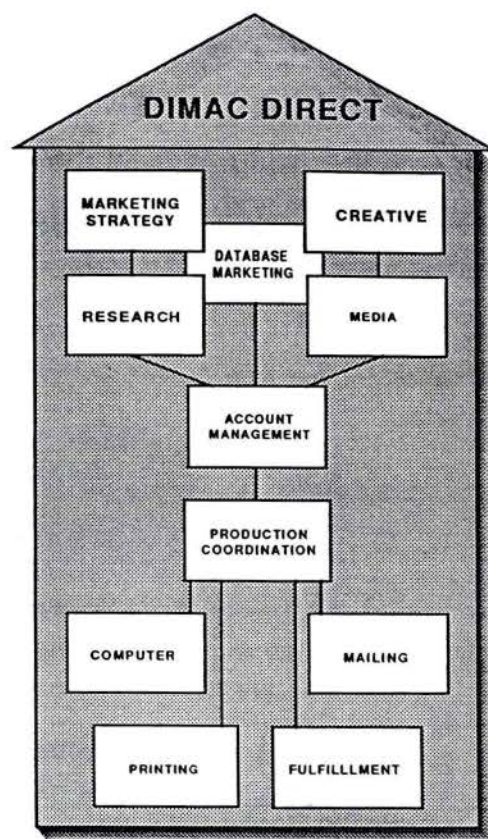 DIMAC DIRECT
MARKETING
STRATEGY
CREATIVE
DATABASE
MARKETING
RESEARCH
MEDIA
ACCOUNT
MANAGEMENT
PRODUCTION
COORDINATION
COMPUTER
MAILING
PRINTING
FULFILLLMENT